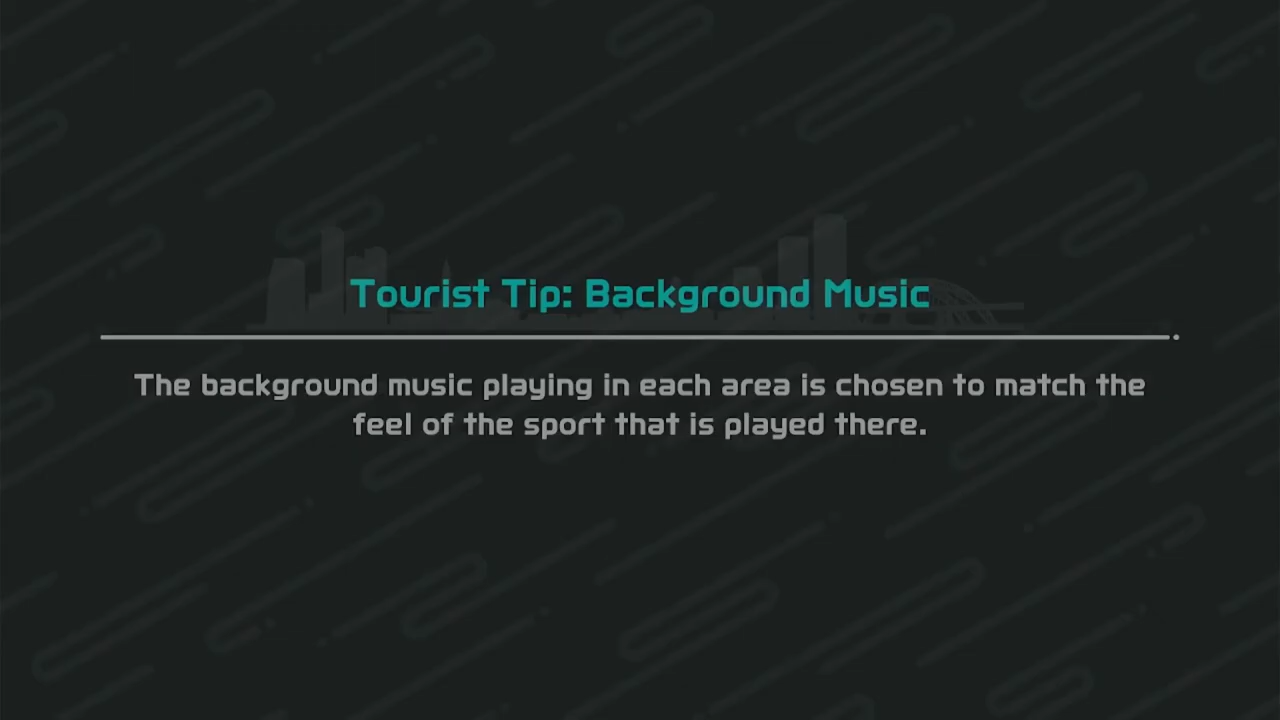 Tourist Tip: Background Music
The background music playing in each area is chosen to match the
feel of the sport that is played there.